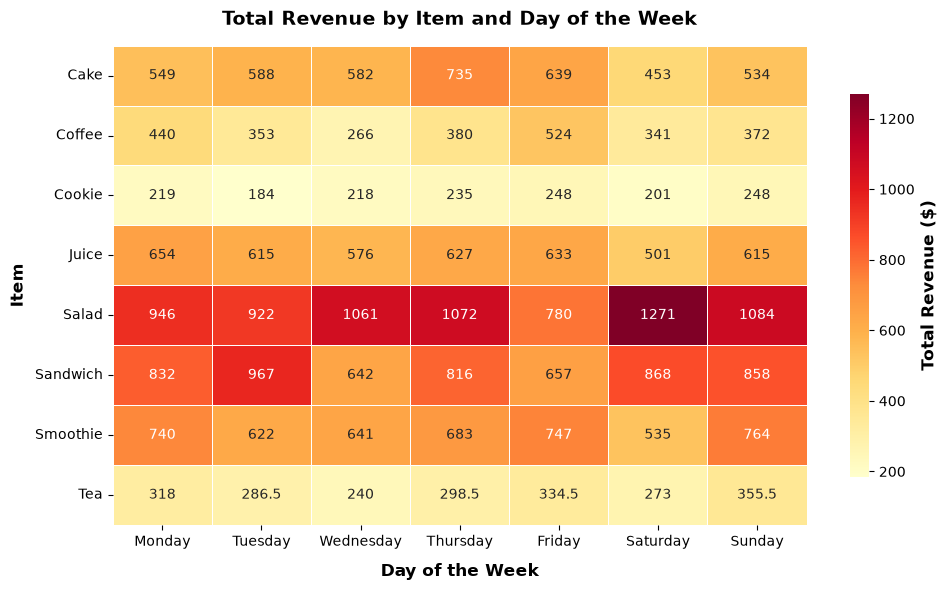 Total Revenue by Item and Day of the Week
Cake 549 588 582 735 639 453 534
Coffee 440 353 266 380 524 341 372
Cookie 219 184 218 235 248 201 248
Juice 654 615 576 627 633 501 615
Salad 946 922 1061 1072 780 1271 1084
Sandwich 832 967 642 816 657 868 858
Smoothie 740 622 641 683 747 535 764
Tea 318 286.5 240 298.5 334.5 273 355.5
Monday Tuesday Wednesday Thursday Friday Saturday Sunday
Day of the Week
Item
1200
1000
800
600
400
200
Total Revenue ($)